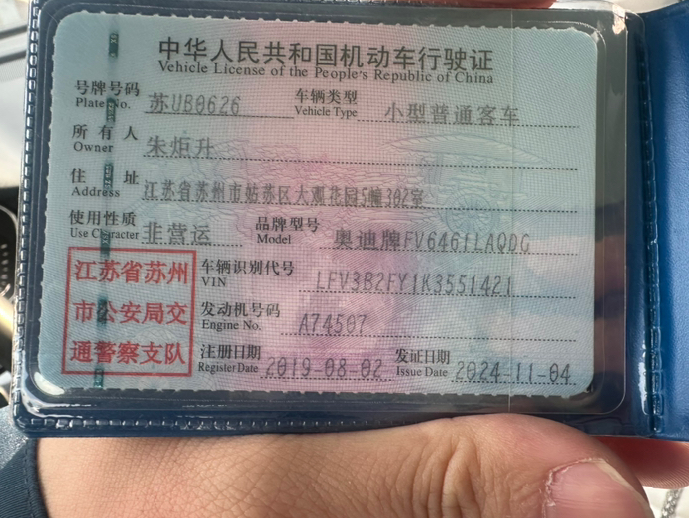 中华人民共和国机动车行驶证
Vehicle License of the People's Republic of China
号牌号码 Plate No. 苏UB0626 车辆类型 Vehicle Type 小型普通客车
所有人 Owner 朱炬升
住址 Address 江苏省苏州市姑苏区大观花园5幢302室
使用性质 Use Character 非营运 品牌型号 Model 奥迪牌FV6461LAQDG
车辆识别代号 VIN LFV3B2FY1K3551421
发动机号码 Engine No. A74507
注册日期 Register Date 2019-08-02 发证日期 Issue Date 2024-11-04
江苏省苏州
市公安局交
通警察支队